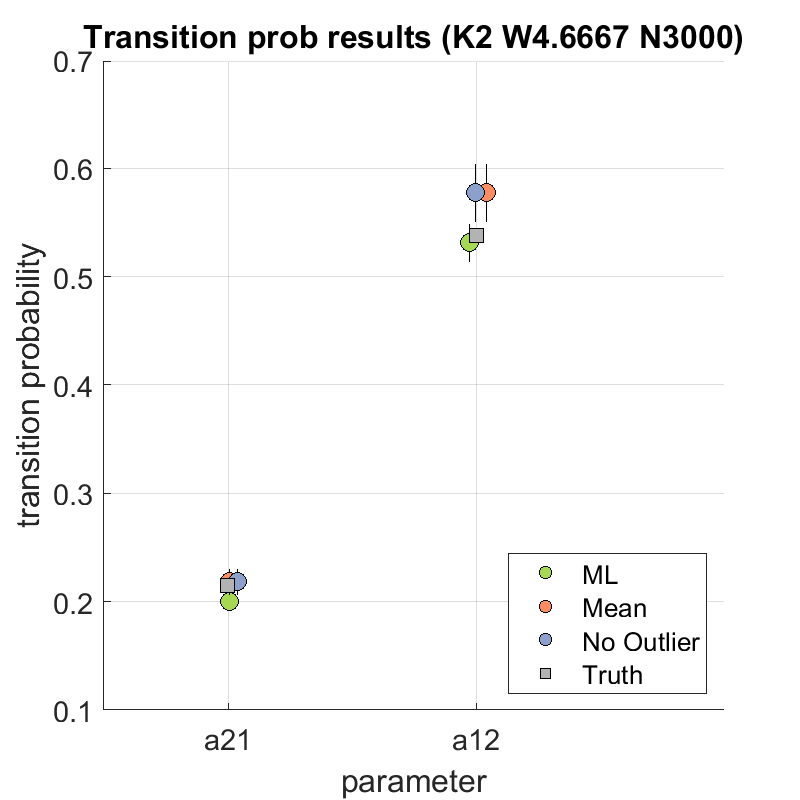 Transition prob results (K2 W4.6667 N3000)
0.7
0.6
0.5
0.4
0.3
0.2
0.1
transition probability
a21 a12
parameter
ML
Mean
No Outlier
Truth